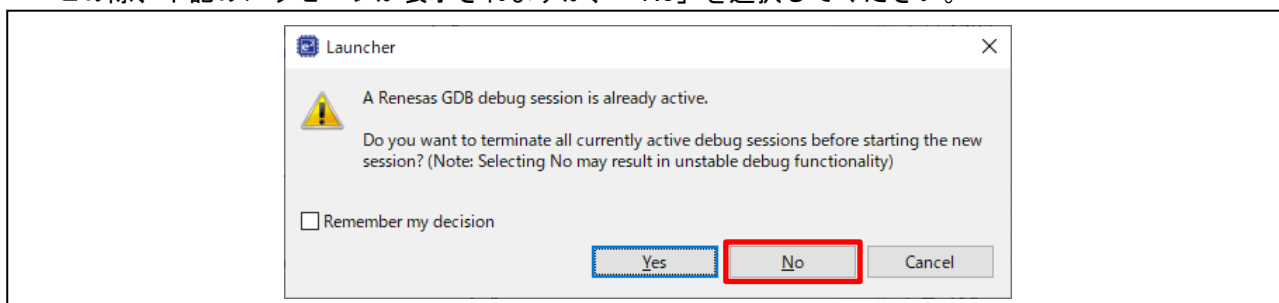 Launcher
A Renesas GDB debug session is already active.
Do you want to terminate all currently active debug sessions before starting the new
session? (Note: Selecting No may result in unstable debug functionality)
Remember my decision
Yes
No
Cancel